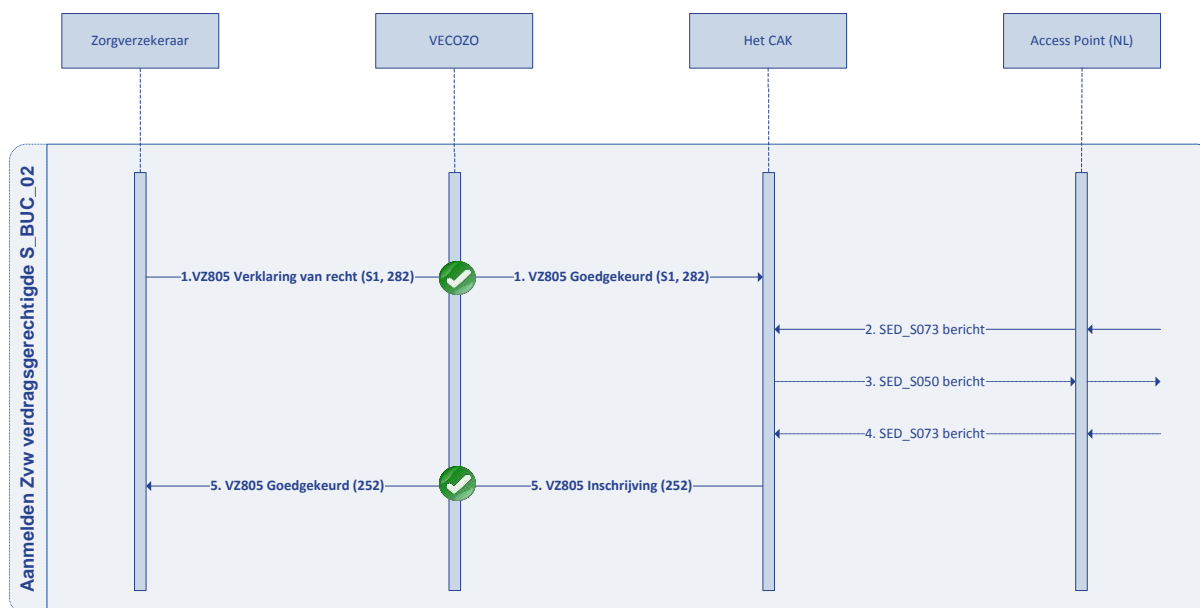 Zorgverzekeraar
VECOZO
Het CAK
Access Point (NL)
Aanmelden Zvw verdragsgerechtigde S_BUC_02
1.VZ805 Verklaring van recht (S1, 282)
1. VZ805 Goedgekeurd (S1, 282)
2. SED_S073 bericht
3. SED_S050 bericht
4. SED_S073 bericht
5. VZ805 Goedgekeurd (252)
5. VZ805 Inschrijving (252)